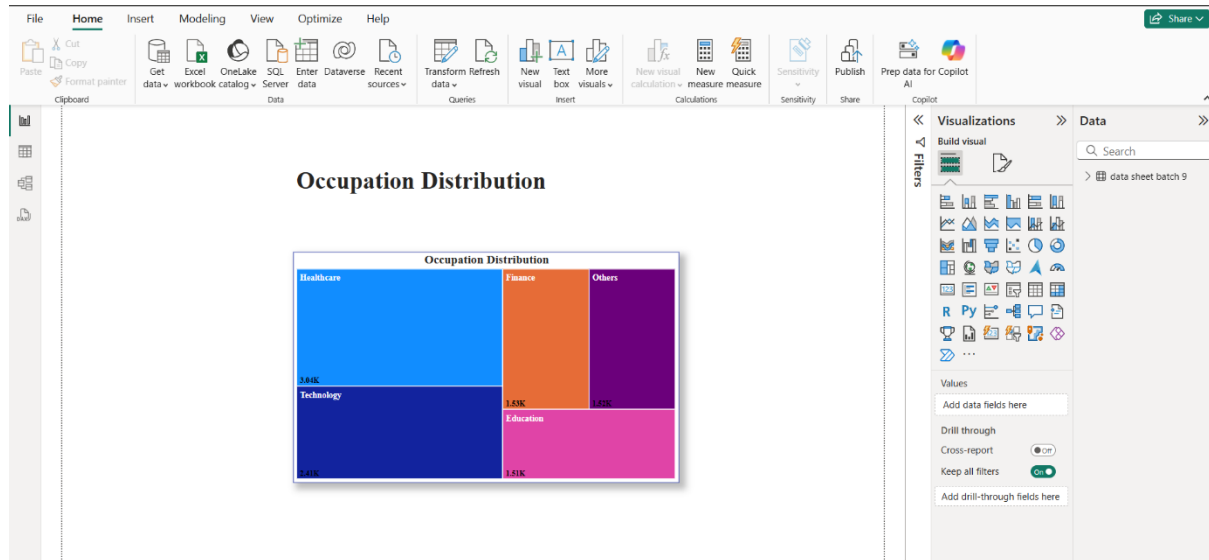 File Home Insert Modeling View Optimize Help
Share
Paste
Cut
Copy
Format painter
Clipboard
Get data
Excel workbook
OneLake catalog
SQL Server
Enter data
Dataverse
Recent sources
Data
Transform data
Refresh
Queries
New visual
Text box
More visuals
Insert
New visual calculation
New measure
Quick measure
Calculations
Sensitivity
Sensitivity
Publish
Share
Prep data for AI
Copilot
Copilot
Occupation Distribution
Occupation Distribution
Healthcare
3.04K
Technology
2.41K
Finance
1.53K
Others
1.52K
Education
1.51K
Filters
Visualizations
Build visual
123
R Py
Values
Add data fields here
Drill through
Cross-report
Off
Keep all filters
On
Add drill-through fields here
Data
Search
data sheet batch 9